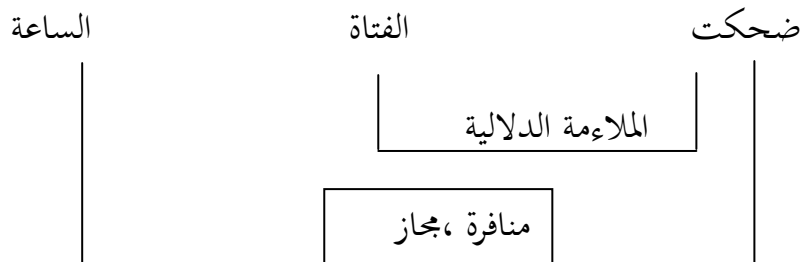 ضحكت الفتاة الساعة
الملاءمة الدلالية
منافرة ،مجاز